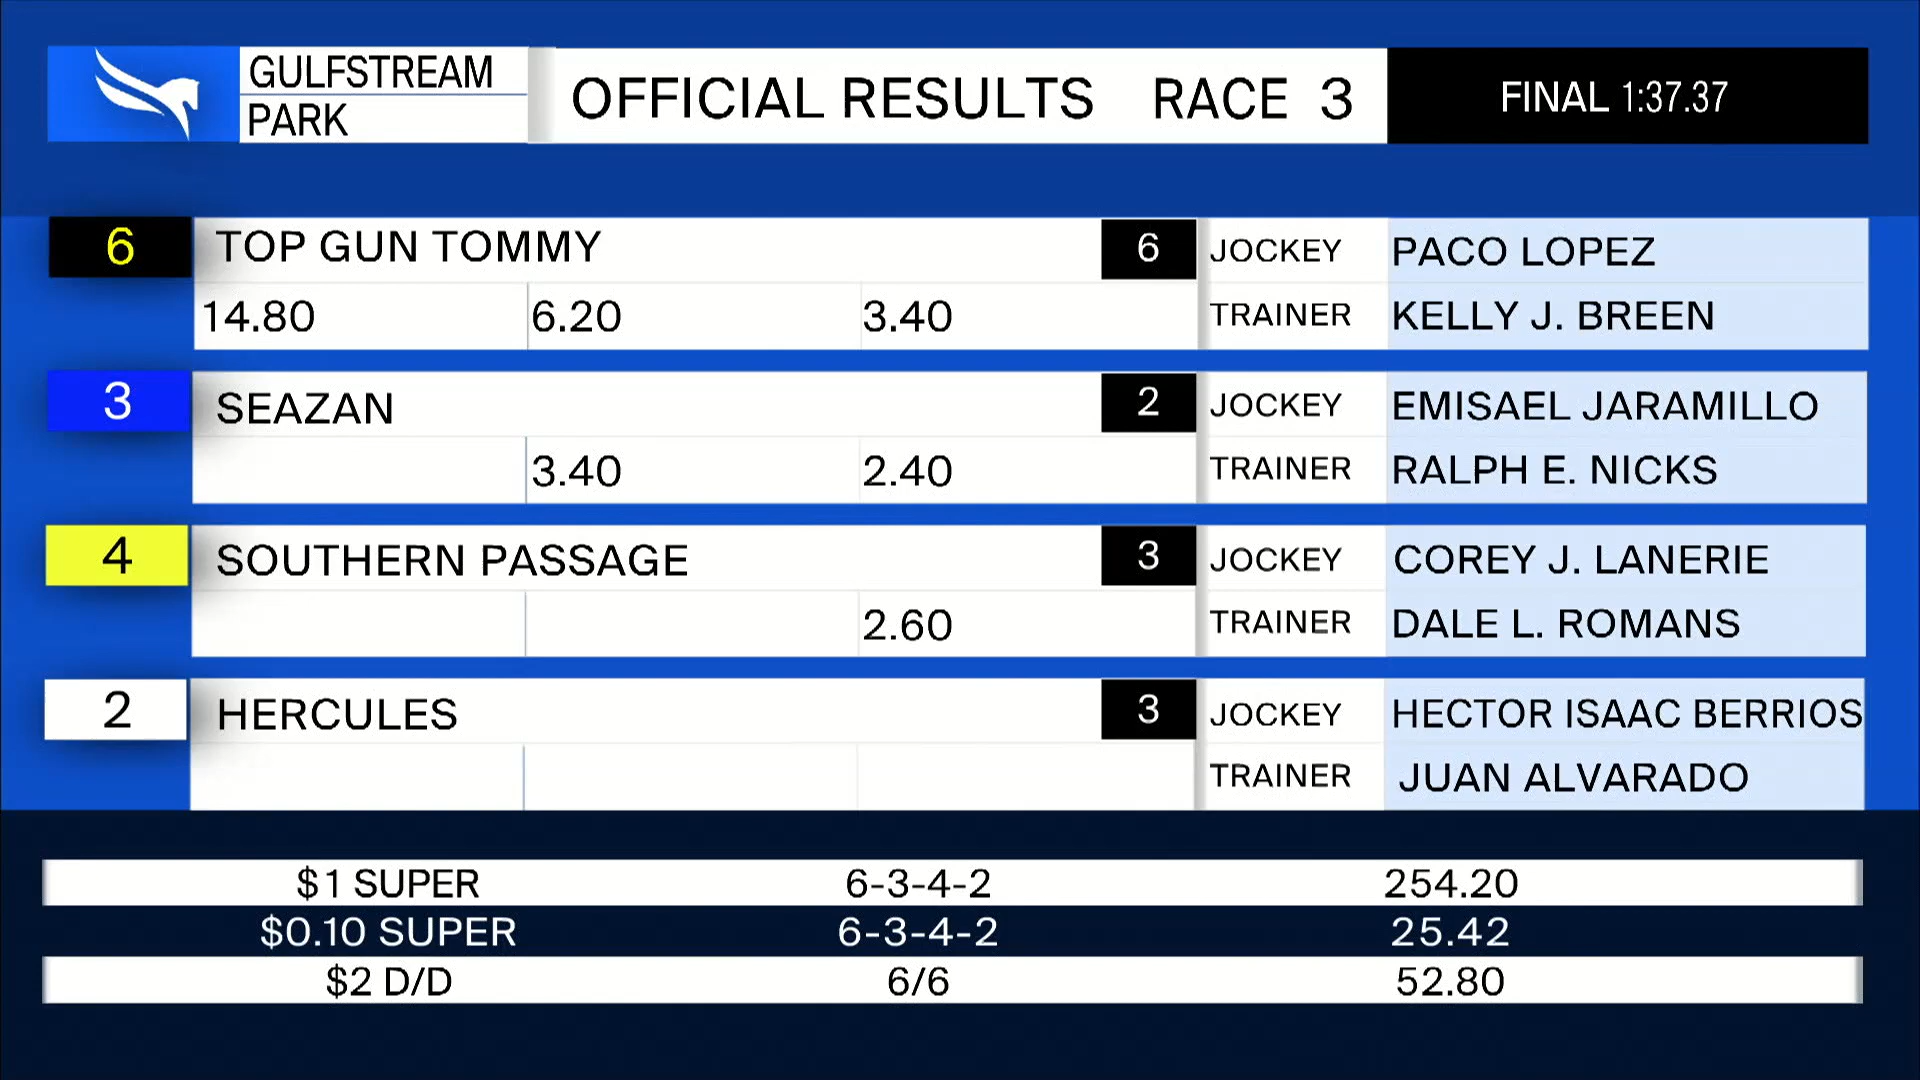 GULFSTREAM
PARK
OFFICIAL RESULTS RACE 3
FINAL 1:37.37
6 TOP GUN TOMMY 6 JOCKEY PACO LOPEZ
14.80 6.20 3.40 TRAINER KELLY J. BREEN
3 SEAZAN 2 JOCKEY EMISAEL JARAMILLO
3.40 2.40 TRAINER RALPH E. NICKS
4 SOUTHERN PASSAGE 3 JOCKEY COREY J. LANERIE
2.60 TRAINER DALE L. ROMANS
2 HERCULES 3 JOCKEY HECTOR ISAAC BERRIOS
TRAINER JUAN ALVARADO
$1 SUPER 6-3-4-2 254.20
$0.10 SUPER 6-3-4-2 25.42
$2 D/D 6/6 52.80